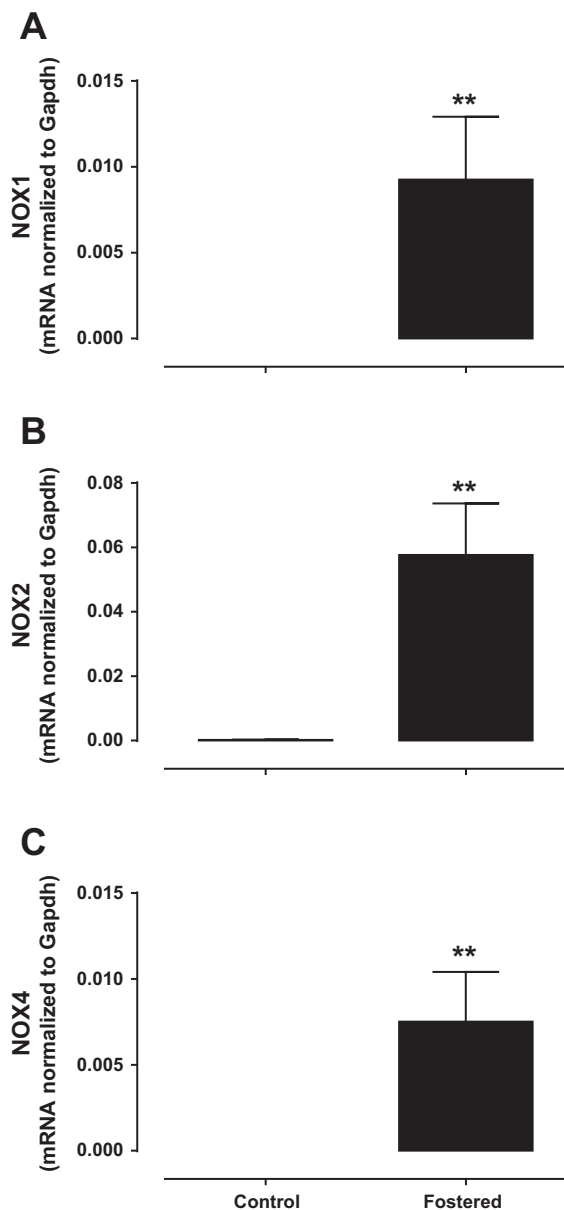 A
NOX1
(mRNA normalized to Gapdh)
0.015
0.010
0.005
0.000
**
B
NOX2
(mRNA normalized to Gapdh)
0.08
0.06
0.04
0.02
0.00
**
C
NOX4
(mRNA normalized to Gapdh)
0.015
0.010
0.005
0.000
**
Control Fostered